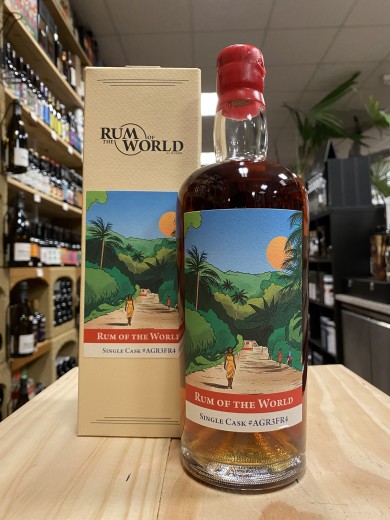 RUM OF
THE WORLD
RUM OF THE WORLD
SINGLE CASK #AGR3FR4
RUM OF THE WORLD
SINGLE CASK #AGR3FR4